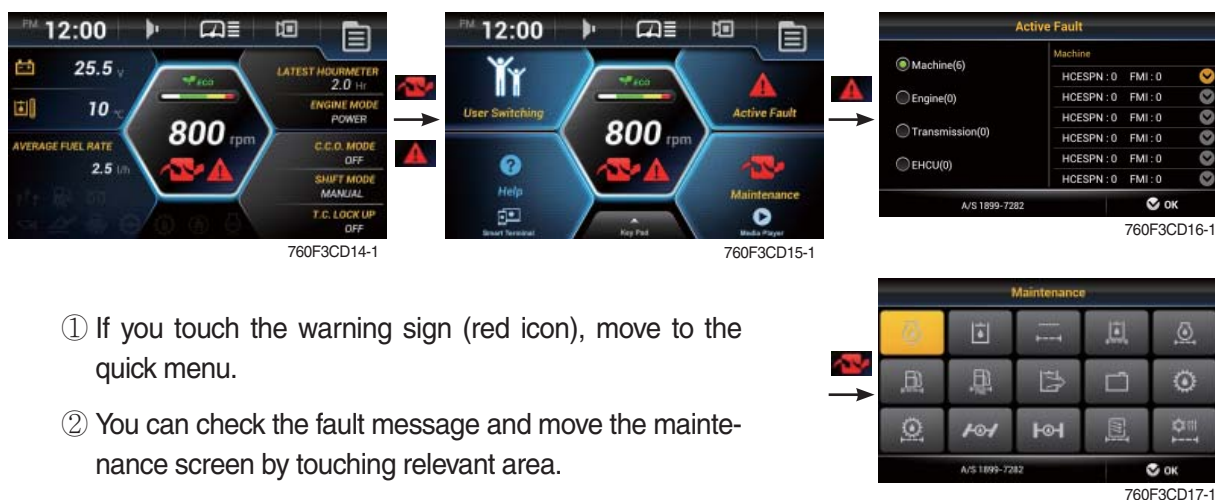 PM 12:00
25.5 V
10 ℃
AVERAGE FUEL RATE
2.5 l/h
ECO
800 rpm
LATEST HOURMETER
2.0 Hr
ENGINE MODE
POWER
C.C.O. MODE
OFF
SHIFT MODE
MANUAL
T.C. LOCK UP
OFF
760F3CD14-1
PM 12:00
User Switching
ECO
800 rpm
Active Fault
Help
Maintenance
Smart Terminal
Key Pad
Media Player
760F3CD15-1
Active Fault
Machine(6)
Engine(0)
Transmission(0)
EHCU(0)
Machine
HCESPN : 0 FMI : 0
HCESPN : 0 FMI : 0
HCESPN : 0 FMI : 0
HCESPN : 0 FMI : 0
HCESPN : 0 FMI : 0
HCESPN : 0 FMI : 0
A/S 1899-7282 OK
760F3CD16-1
① If you touch the warning sign (red icon), move to the
quick menu.
② You can check the fault message and move the mainte-
nance screen by touching relevant area.
Maintenance
A/S 1899-7282 OK
760F3CD17-1